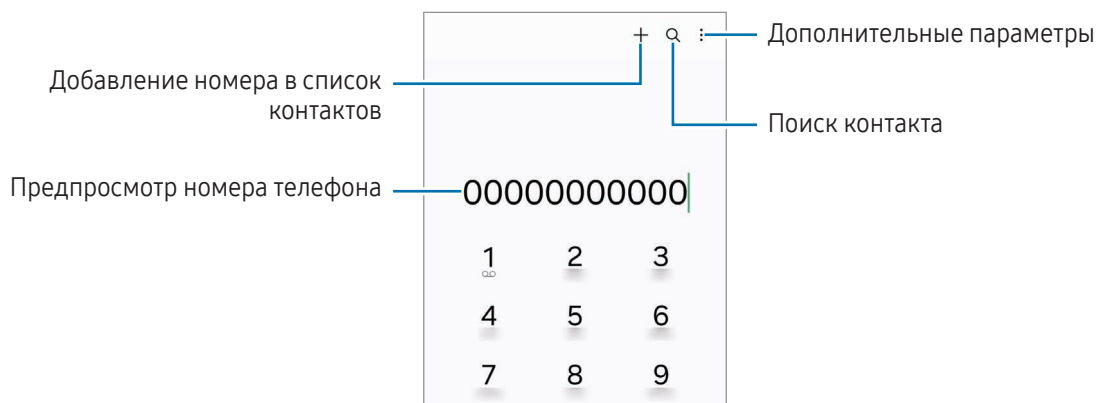 Дополнительные параметры
Добавление номера в список
контактов
Поиск контакта
Предпросмотр номера телефона
00000000000
1 2 3
4 5 6
7 8 9